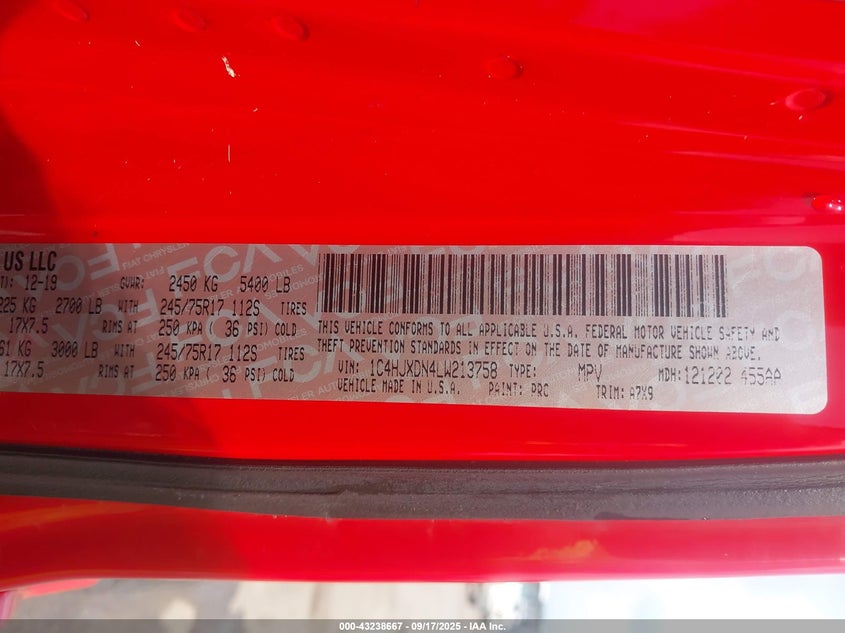 US LLC
12-19 GVWR: 2450 KG 5400 LB
225 KG 2700 LB WITH 245/75R17 112S TIRES
17X7.5 RIMS AT 250 KPA ( 36 PSI) COLD
61 KG 3000 LB WITH 245/75R17 112S TIRES
17X7.5 RIMS AT 250 KPA ( 36 PSI) COLD
THIS VEHICLE CONFORMS TO ALL APPLICABLE U.S.A. FEDERAL MOTOR VEHICLE SAFETY AND
THEFT PREVENTION STANDARDS IN EFFECT ON THE DATE OF MANUFACTURE SHOWN ABOVE.
VIN: 1C4HJXDN4LW213758 TYPE: MPV MDH: 121202 455AA
VEHICLE MADE IN U.S.A. PAINT: PRC TRIM: A7X9
000-43238667 - 09/17/2025 - IAA Inc.